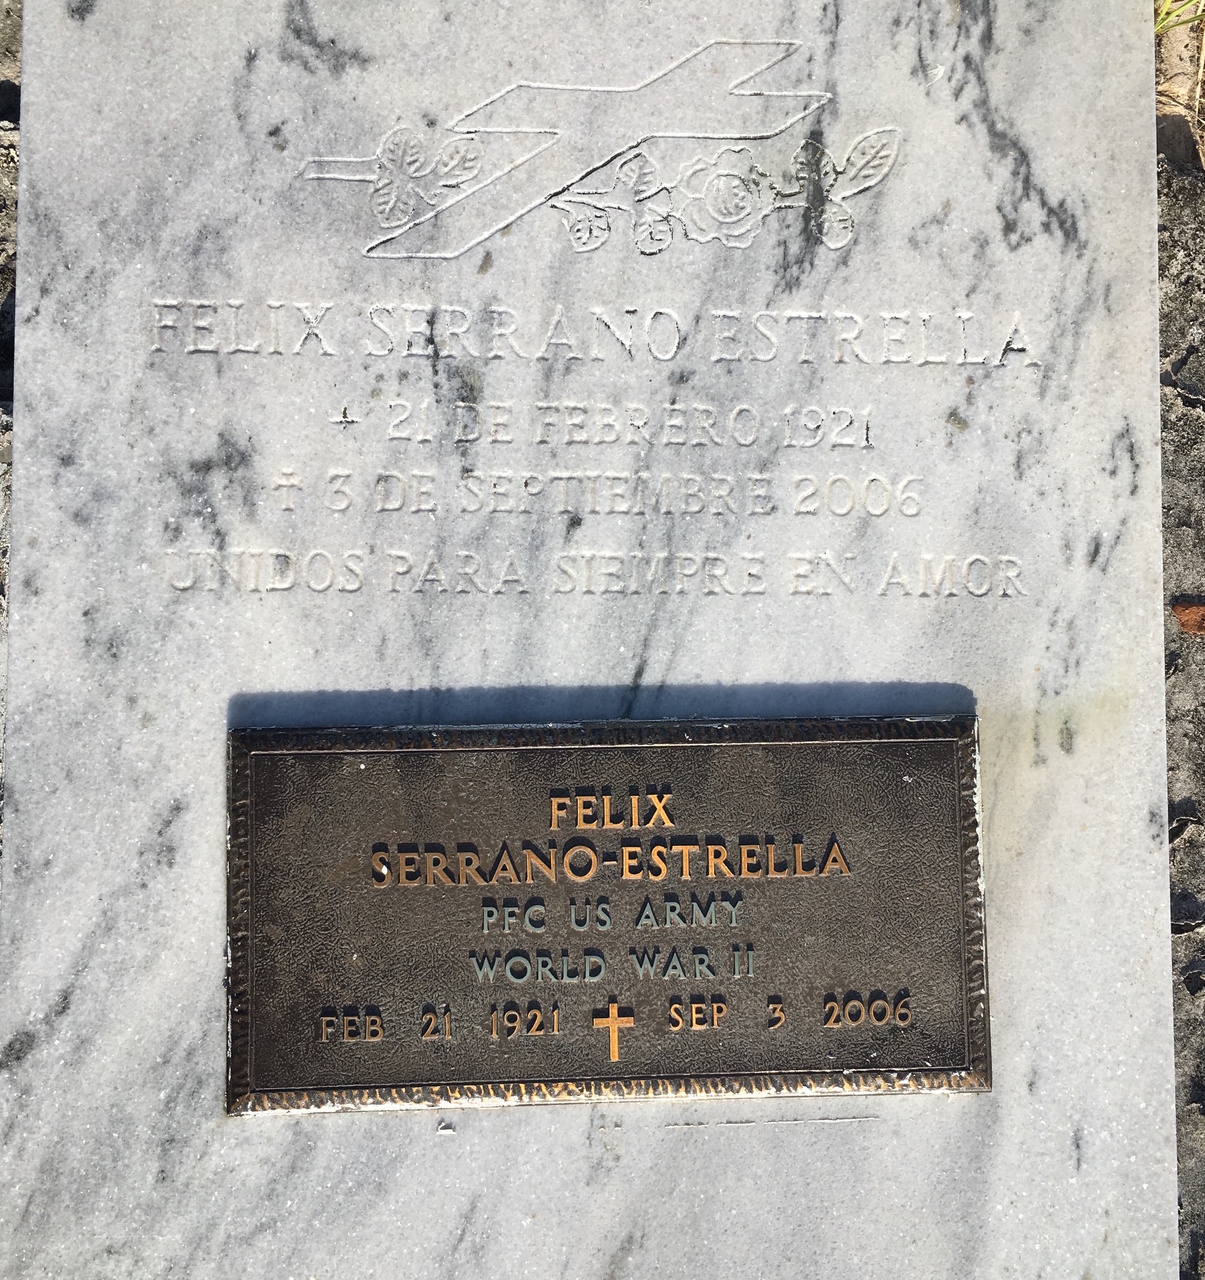 FELIX SERRANO ESTRELLA
+ 21 DE FEBRERO 1921
✝ 3 DE SEPTIEMBRE 2006
UNIDOS PARA SIEMPRE EN AMOR
FELIX
SERRANO-ESTRELLA
PFC US ARMY
WORLD WAR II
FEB 21 1921 ✝ SEP 3 2006